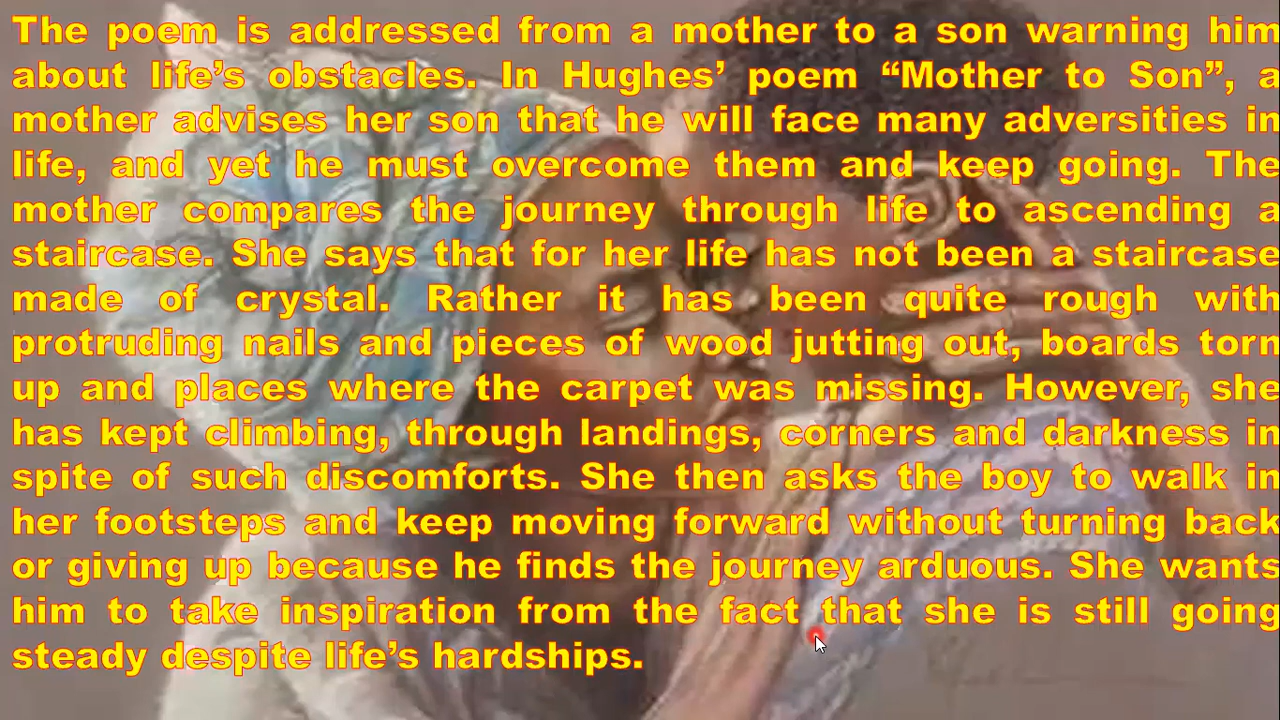 The poem is addressed from a mother to a son warning him
about life’s obstacles. In Hughes’ poem “Mother to Son”, a
mother advises her son that he will face many adversities in
life, and yet he must overcome them and keep going. The
mother compares the journey through life to ascending a
staircase. She says that for her life has not been a staircase
made of crystal. Rather it has been quite rough with
protruding nails and pieces of wood jutting out, boards torn
up and places where the carpet was missing. However, she
has kept climbing, through landings, corners and darkness in
spite of such discomforts. She then asks the boy to walk in
her footsteps and keep moving forward without turning back
or giving up because he finds the journey arduous. She wants
him to take inspiration from the fact that she is still going
steady despite life’s hardships.